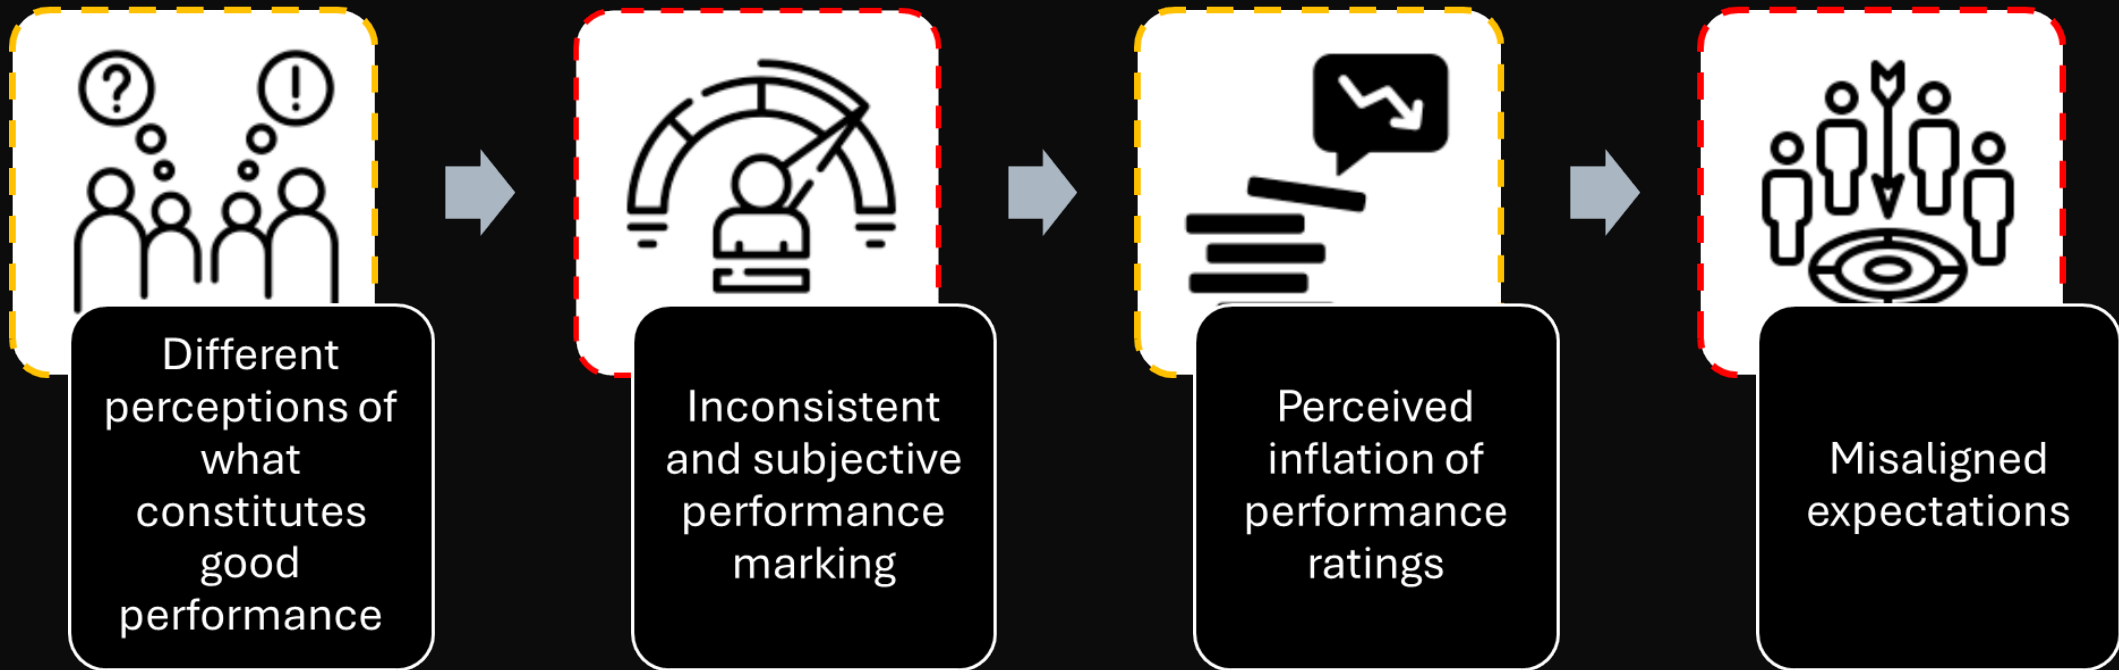 ?
!
Different
perceptions of
what
constitutes
good
performance
Inconsistent
and subjective
performance
marking
Perceived
inflation of
performance
ratings
Misaligned
expectations